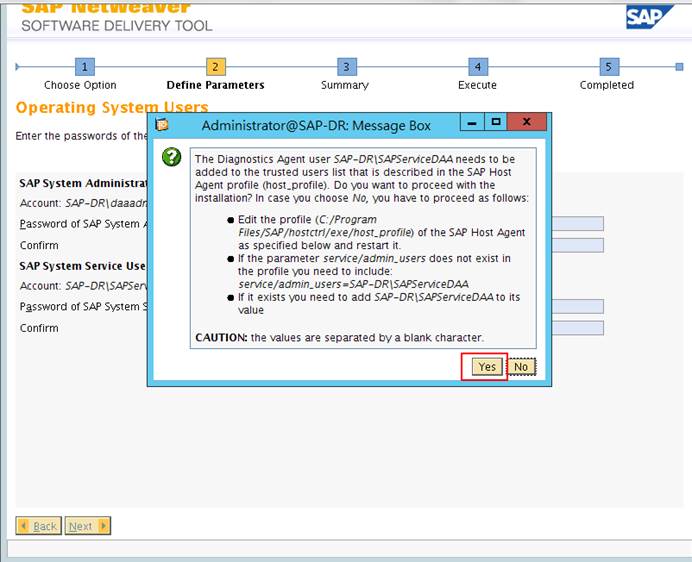 SAP NetWeaver
SOFTWARE DELIVERY TOOL
SAP
1 2 3 4 5
Choose Option Define Parameters Summary Execute Completed
Operating System Users
Enter the passwords of the
SAP System Administra
Account: SAP-DR\daaadn
Password of SAP System A
Confirm
SAP System Service Use
Account: SAP-DR\SAPSer
Password of SAP System S
Confirm
Administrator@SAP-DR: Message Box
The Diagnostics Agent user SAP-DR\SAPServiceDAA needs to be
added to the trusted users list that is described in the SAP Host
Agent profile (host_profile). Do you want to proceed with the
installation? In case you choose No, you have to proceed as follows:
● Edit the profile (C:/Program
Files/SAP/hostctrl/exe/host_profile) of the SAP Host Agent
as specified below and restart it.
● If the parameter service/admin_users does not exist in
the profile you need to include:
service/admin_users=SAP-DR\SAPServiceDAA
● If it exists you need to add SAP-DR\SAPServiceDAA to its
value
CAUTION: the values are separated by a blank character.
Yes No
Back Next